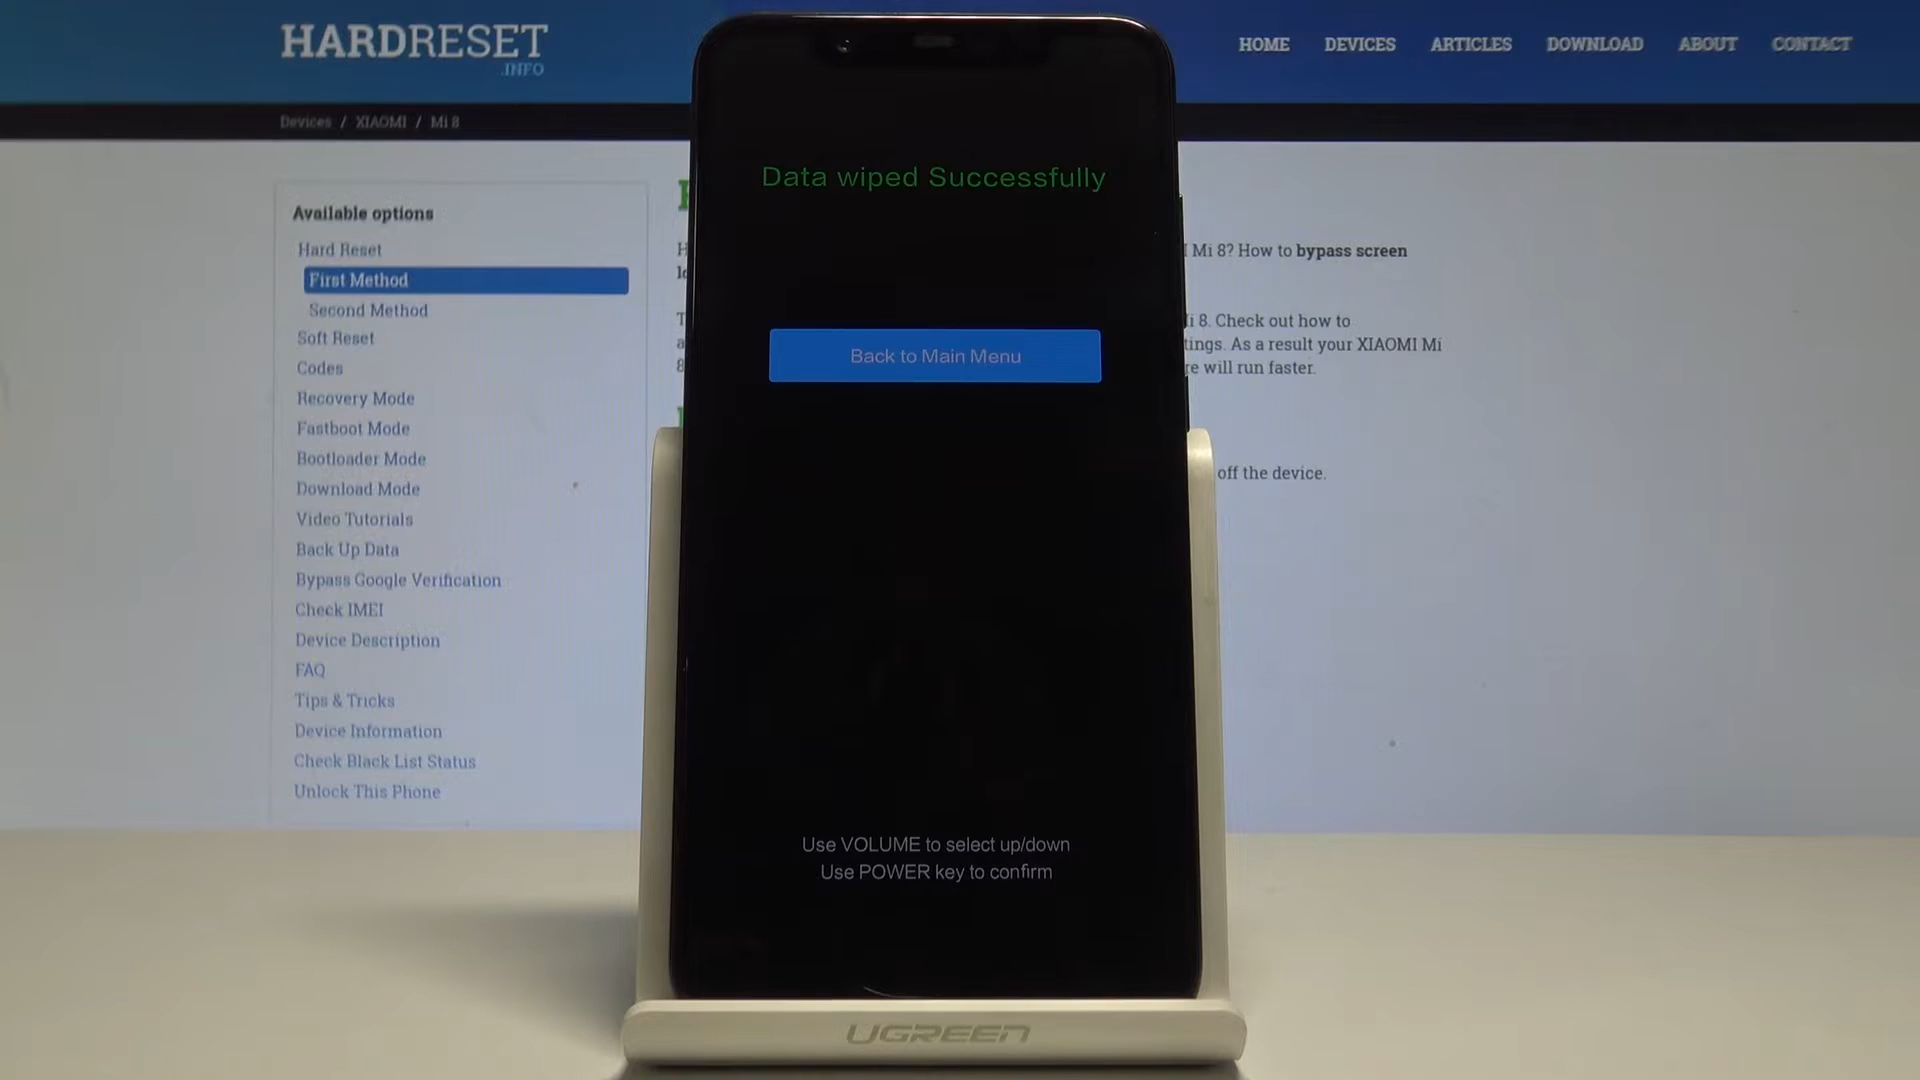 HARDRESET
.INFO
HOME DEVICES ARTICLES DOWNLOAD ABOUT CONTACT
Devices / XIAOMI / Mi 8
Available options
Hard Reset
First Method
Second Method
Soft Reset
Codes
Recovery Mode
Fastboot Mode
Bootloader Mode
Download Mode
Video Tutorials
Back Up Data
Bypass Google Verification
Check IMEI
Device Description
FAQ
Tips & Tricks
Device Information
Check Black List Status
Unlock This Phone
Data wiped Successfully
Back to Main Menu
Use VOLUME to select up/down
Use POWER key to confirm
Mi 8? How to bypass screen
8. Check out how to
tings. As a result your XIAOMI Mi
re will run faster.
off the device.
UGREEN